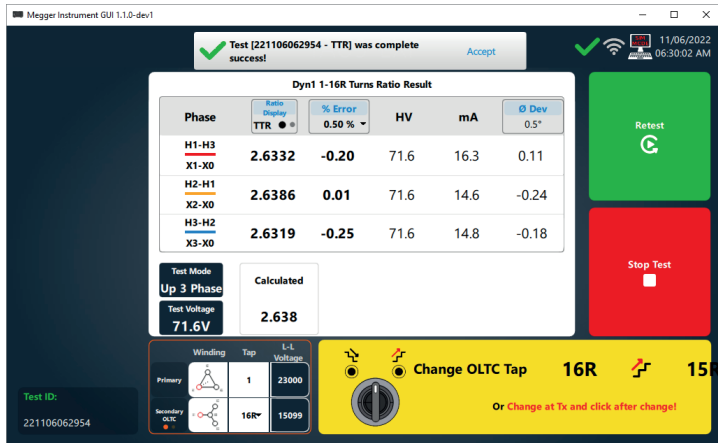 Megger Instrument GUI 1.1.0-dev1
Test [221106062954 - TTR] was complete success!
Accept
11/06/2022
06:30:02 AM
Dyn1 1-16R Turns Ratio Result
Phase
Ratio
Display
TTR
% Error
0.50 %
HV
mA
Ø Dev
0.5°
H1-H3
X1-X0
2.6332 -0.20 71.6 16.3 0.11
H2-H1
X2-X0
2.6386 0.01 71.6 14.6 -0.24
H3-H2
X3-X0
2.6319 -0.25 71.6 14.8 -0.18
Retest
Stop Test
Test Mode
Up 3 Phase
Test Voltage
71.6V
Calculated
2.638
Winding Tap L-L
Voltage
Primary 1 23000
Secondary
OLTC
16R 15099
Change OLTC Tap 16R 15R
Or Change at Tx and click after change!
Test ID:
221106062954